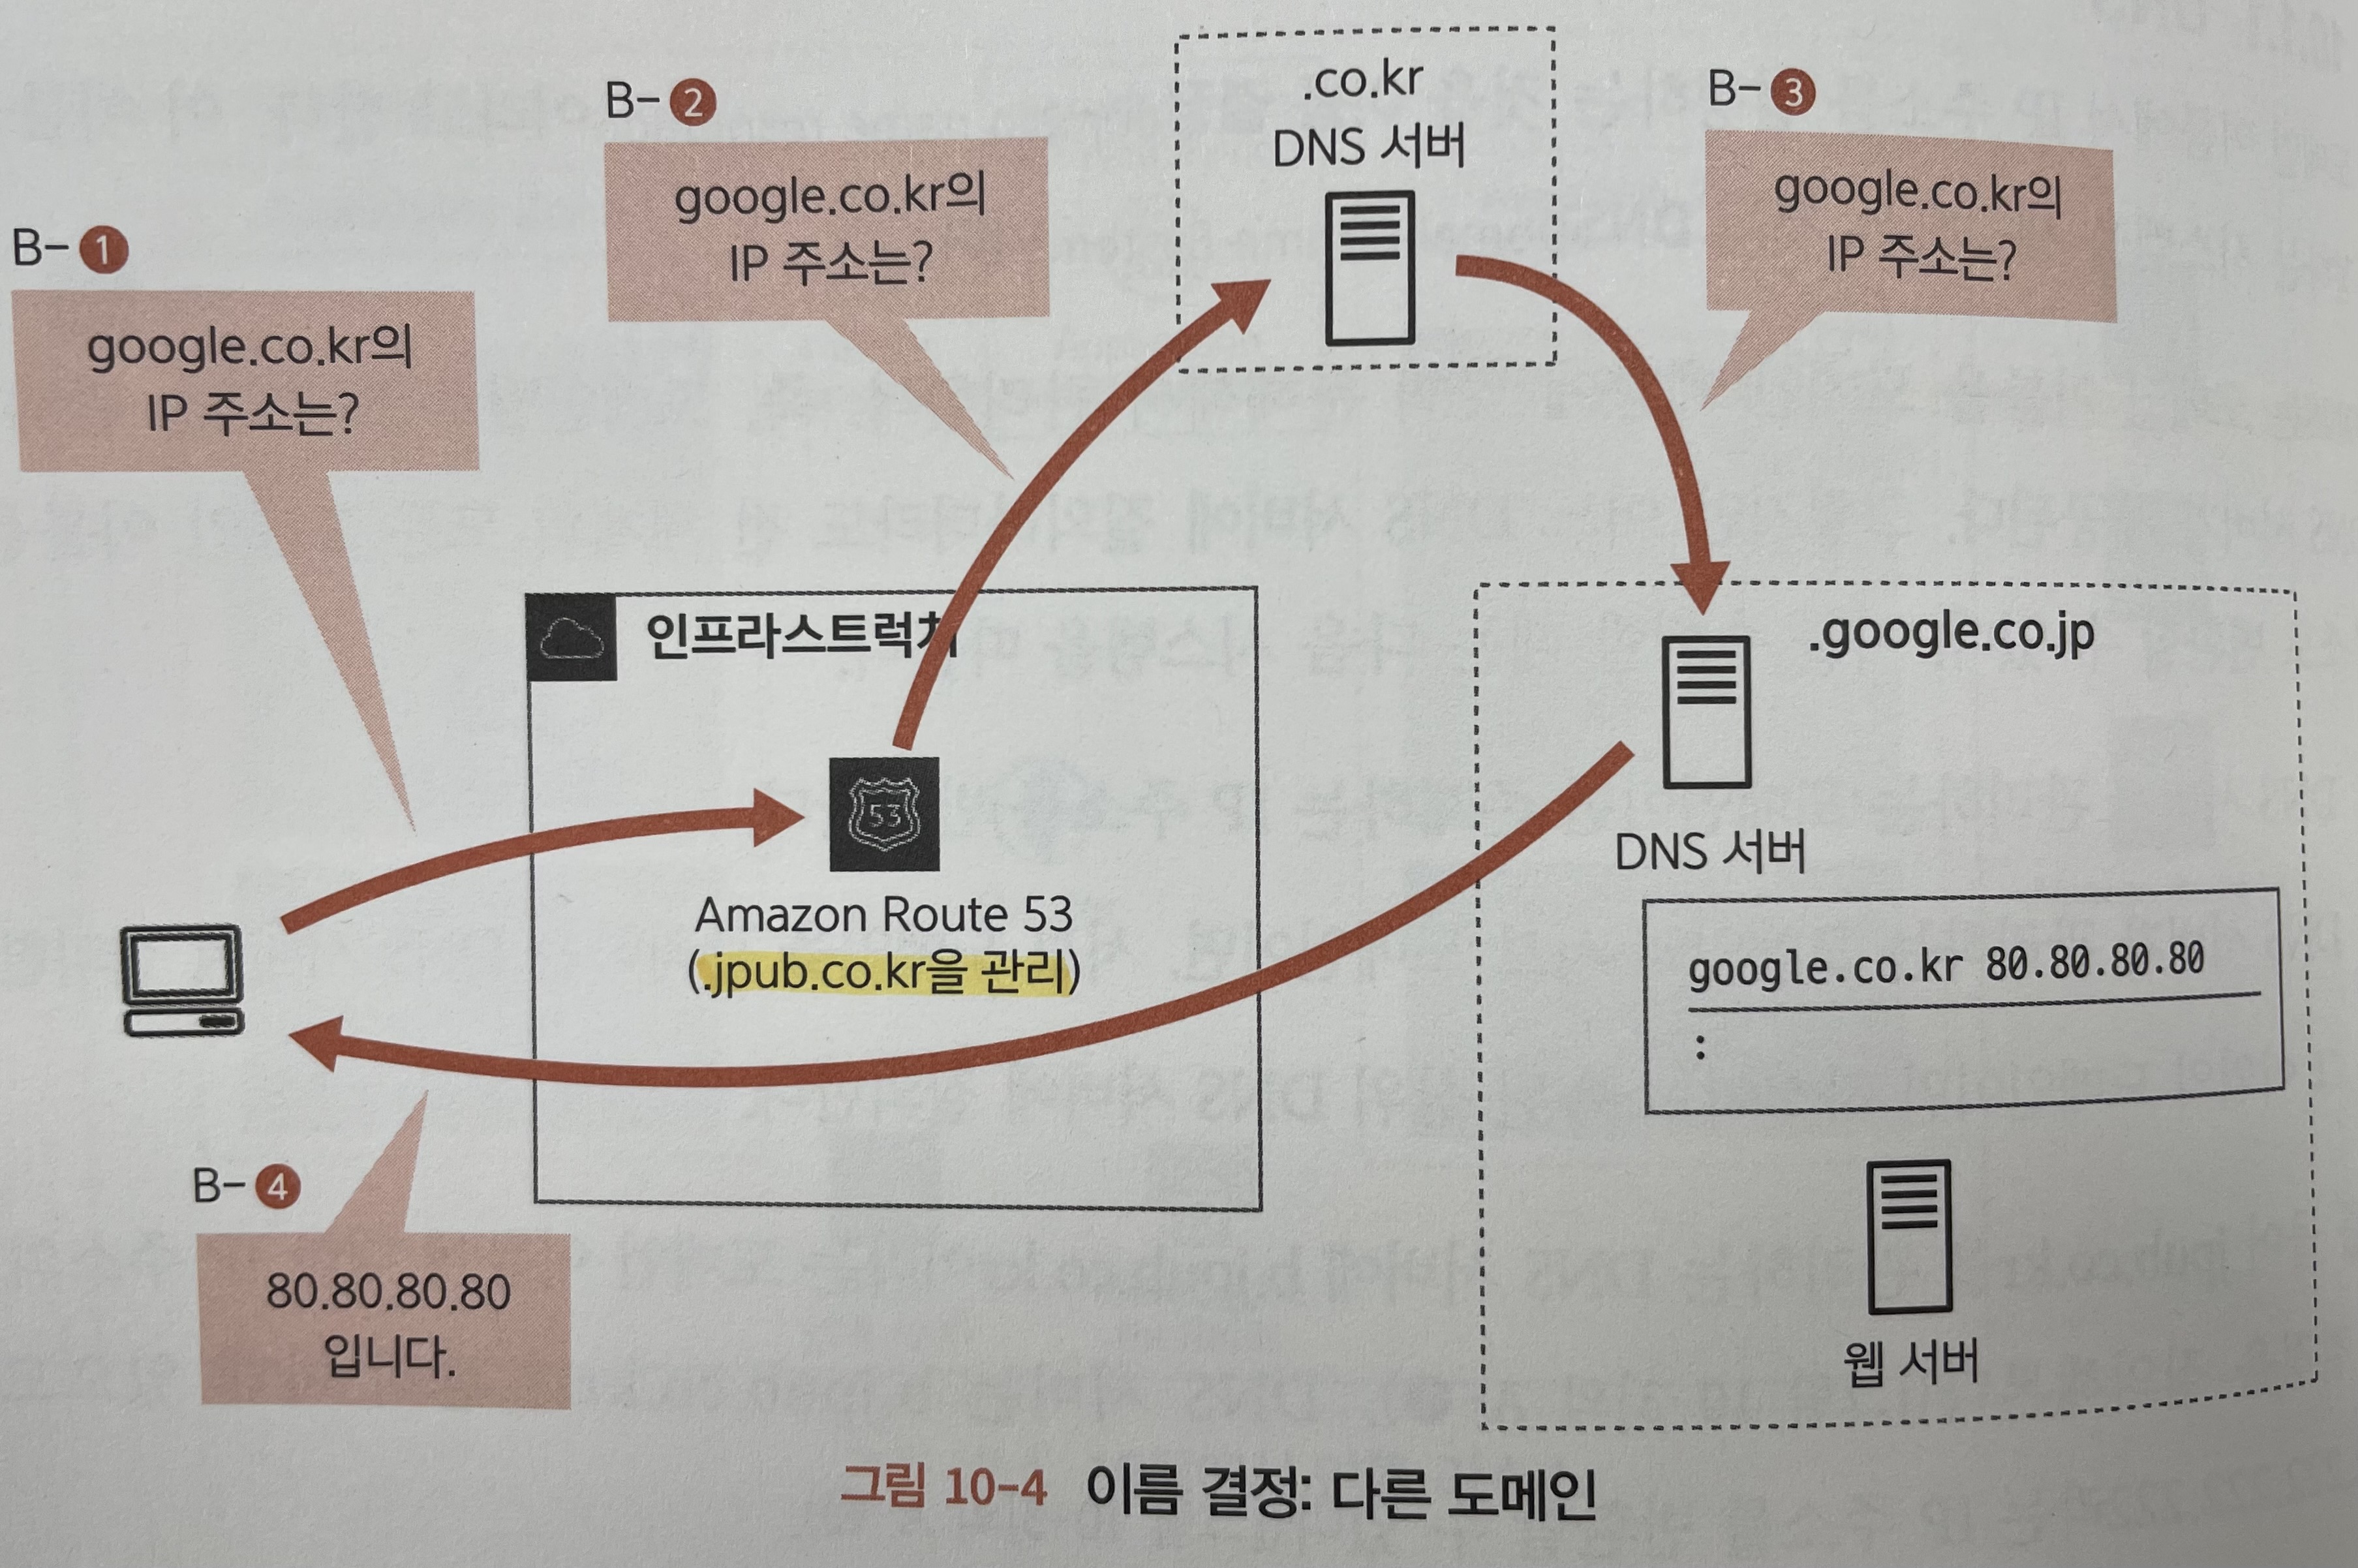 B-1
google.co.kr의
IP 주소는?
B-2
google.co.kr의
IP 주소는?
.co.kr
DNS 서버
B-3
google.co.kr의
IP 주소는?
인프라스트럭처
53
Amazon Route 53
(.jpub.co.kr을 관리)
.google.co.jp
DNS 서버
google.co.kr 80.80.80.80
:
웹 서버
B-4
80.80.80.80
입니다.
그림 10-4 이름 결정: 다른 도메인